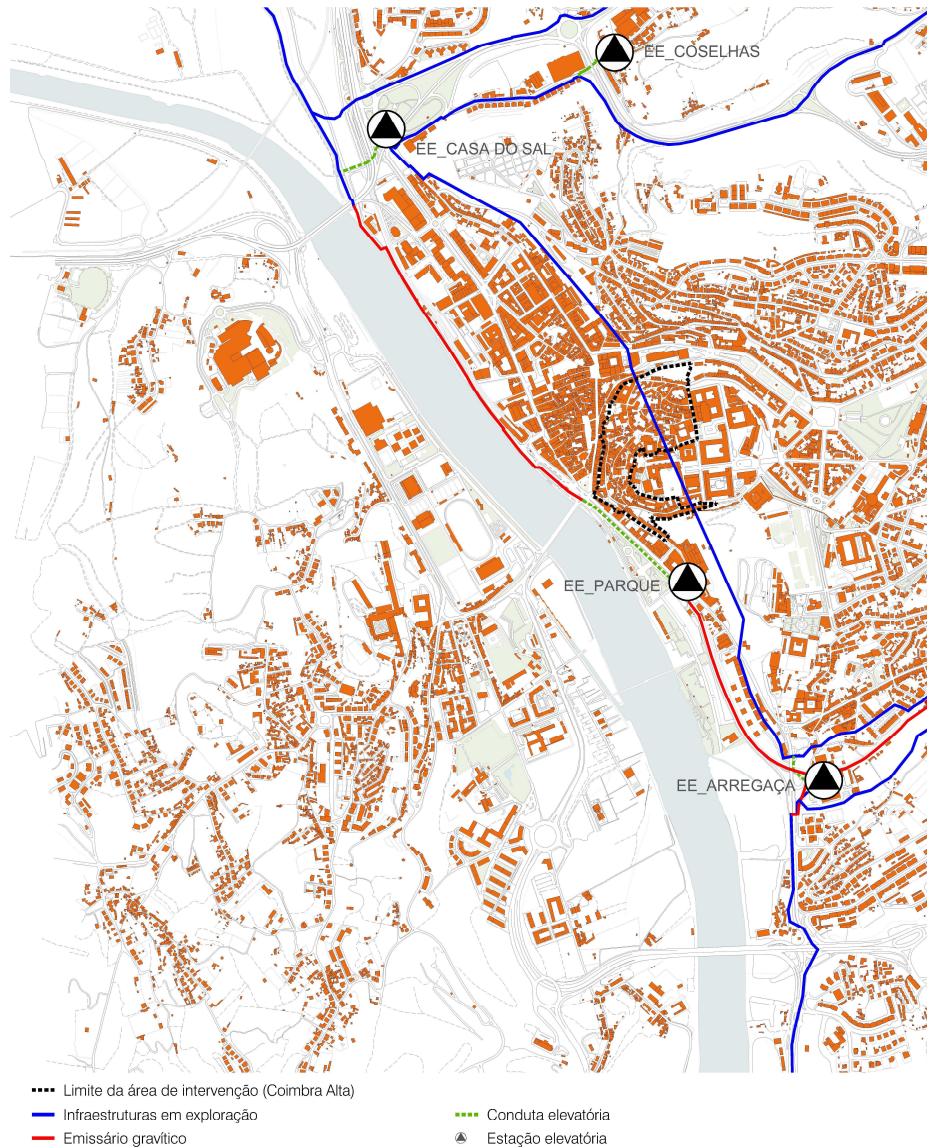 EE_COSELHAS
EE_CASA DO SAL
EE_PARQUE
EE_ARREGAÇA
Limite da área de intervenção (Coimbra Alta)
Infraestruturas em exploração
Conduta elevatória
Emissário gravítico
Estação elevatória